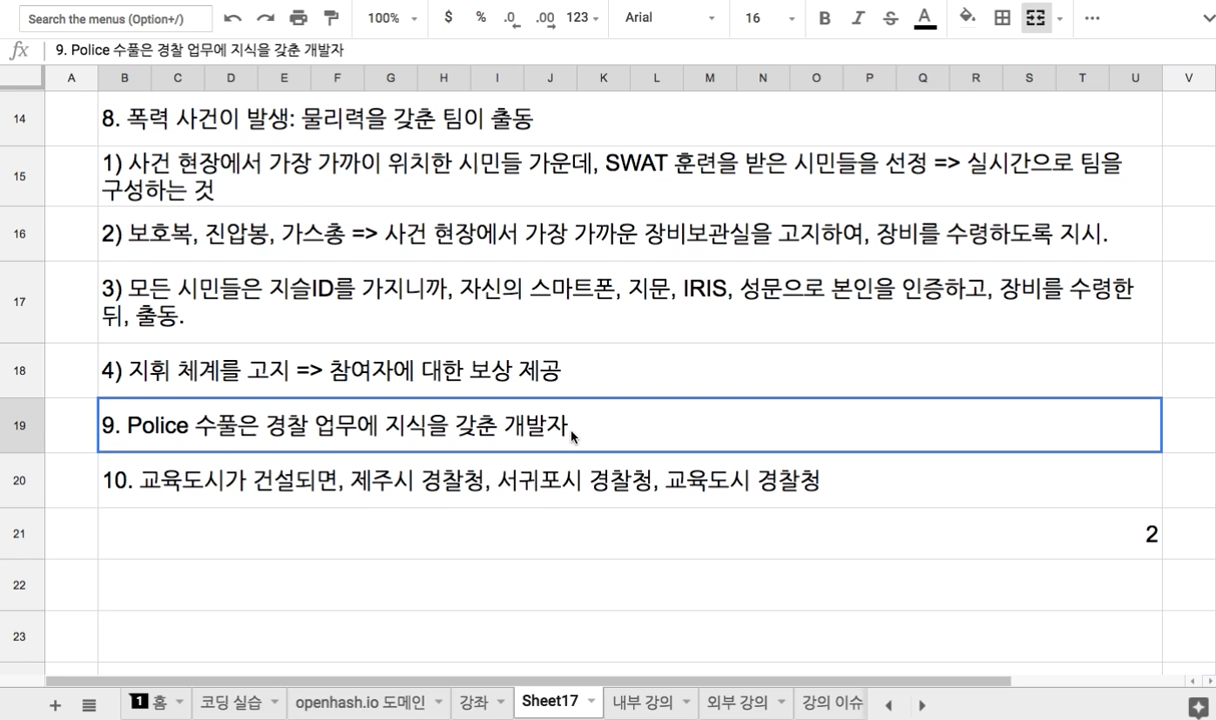 Search the menus (Option+/)
100%
$ % .0 .00 123
Arial
16
B I S A
fx 9. Police 수풀은 경찰 업무에 지식을 갖춘 개발자
A B C D E F G H I J K L M N O P Q R S T U V
14 8. 폭력 사건이 발생: 물리력을 갖춘 팀이 출동
15 1) 사건 현장에서 가장 가까이 위치한 시민들 가운데, SWAT 훈련을 받은 시민들을 선정 => 실시간으로 팀을
구성하는 것
16 2) 보호복, 진압봉, 가스총 => 사건 현장에서 가장 가까운 장비보관실을 고지하여, 장비를 수령하도록 지시.
17 3) 모든 시민들은 지슬ID를 가지니까, 자신의 스마트폰, 지문, IRIS, 성문으로 본인을 인증하고, 장비를 수령한
뒤, 출동.
18 4) 지휘 체계를 고지 => 참여자에 대한 보상 제공
19 9. Police 수풀은 경찰 업무에 지식을 갖춘 개발자
20 10. 교육도시가 건설되면, 제주시 경찰청, 서귀포시 경찰청, 교육도시 경찰청
21 2
22
23
1 홈 코딩 실습 openhash.io 도메인 강좌 Sheet17 내부 강의 외부 강의 강의 이슈